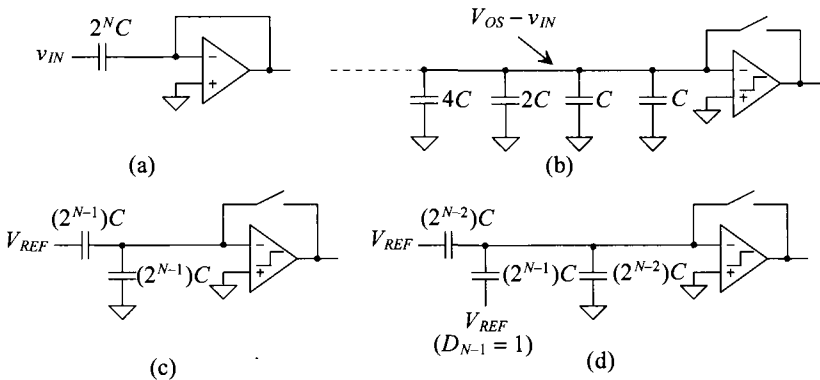 2^N C
v_IN
V_OS – v_IN
4C 2C C C
(a)
(b)
(2^{N–1})C
V_REF
(2^{N–1})C
(c)
(2^{N–2})C
V_REF
(2^{N–1})C (2^{N–2})C
V_REF
(D_{N–1} = 1)
(d)